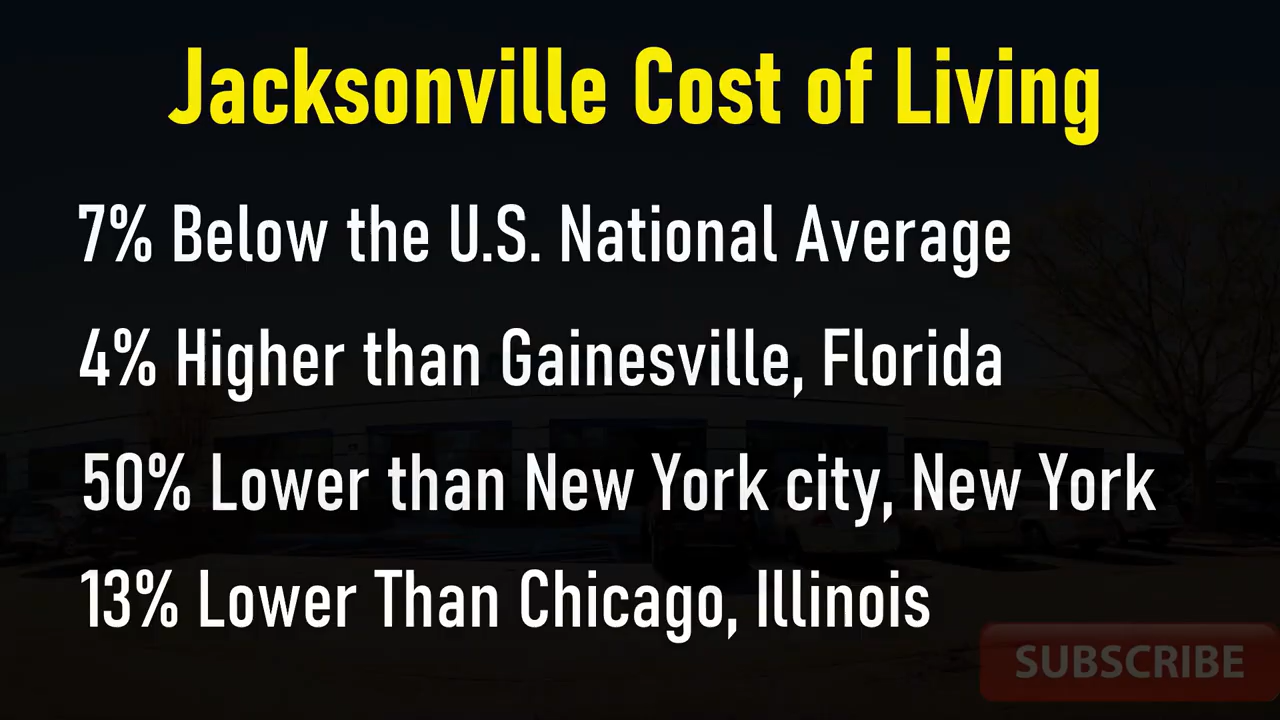 Jacksonville Cost of Living
7% Below the U.S. National Average
4% Higher than Gainesville, Florida
50% Lower than New York city, New York
13% Lower Than Chicago, Illinois
SUBSCRIBE